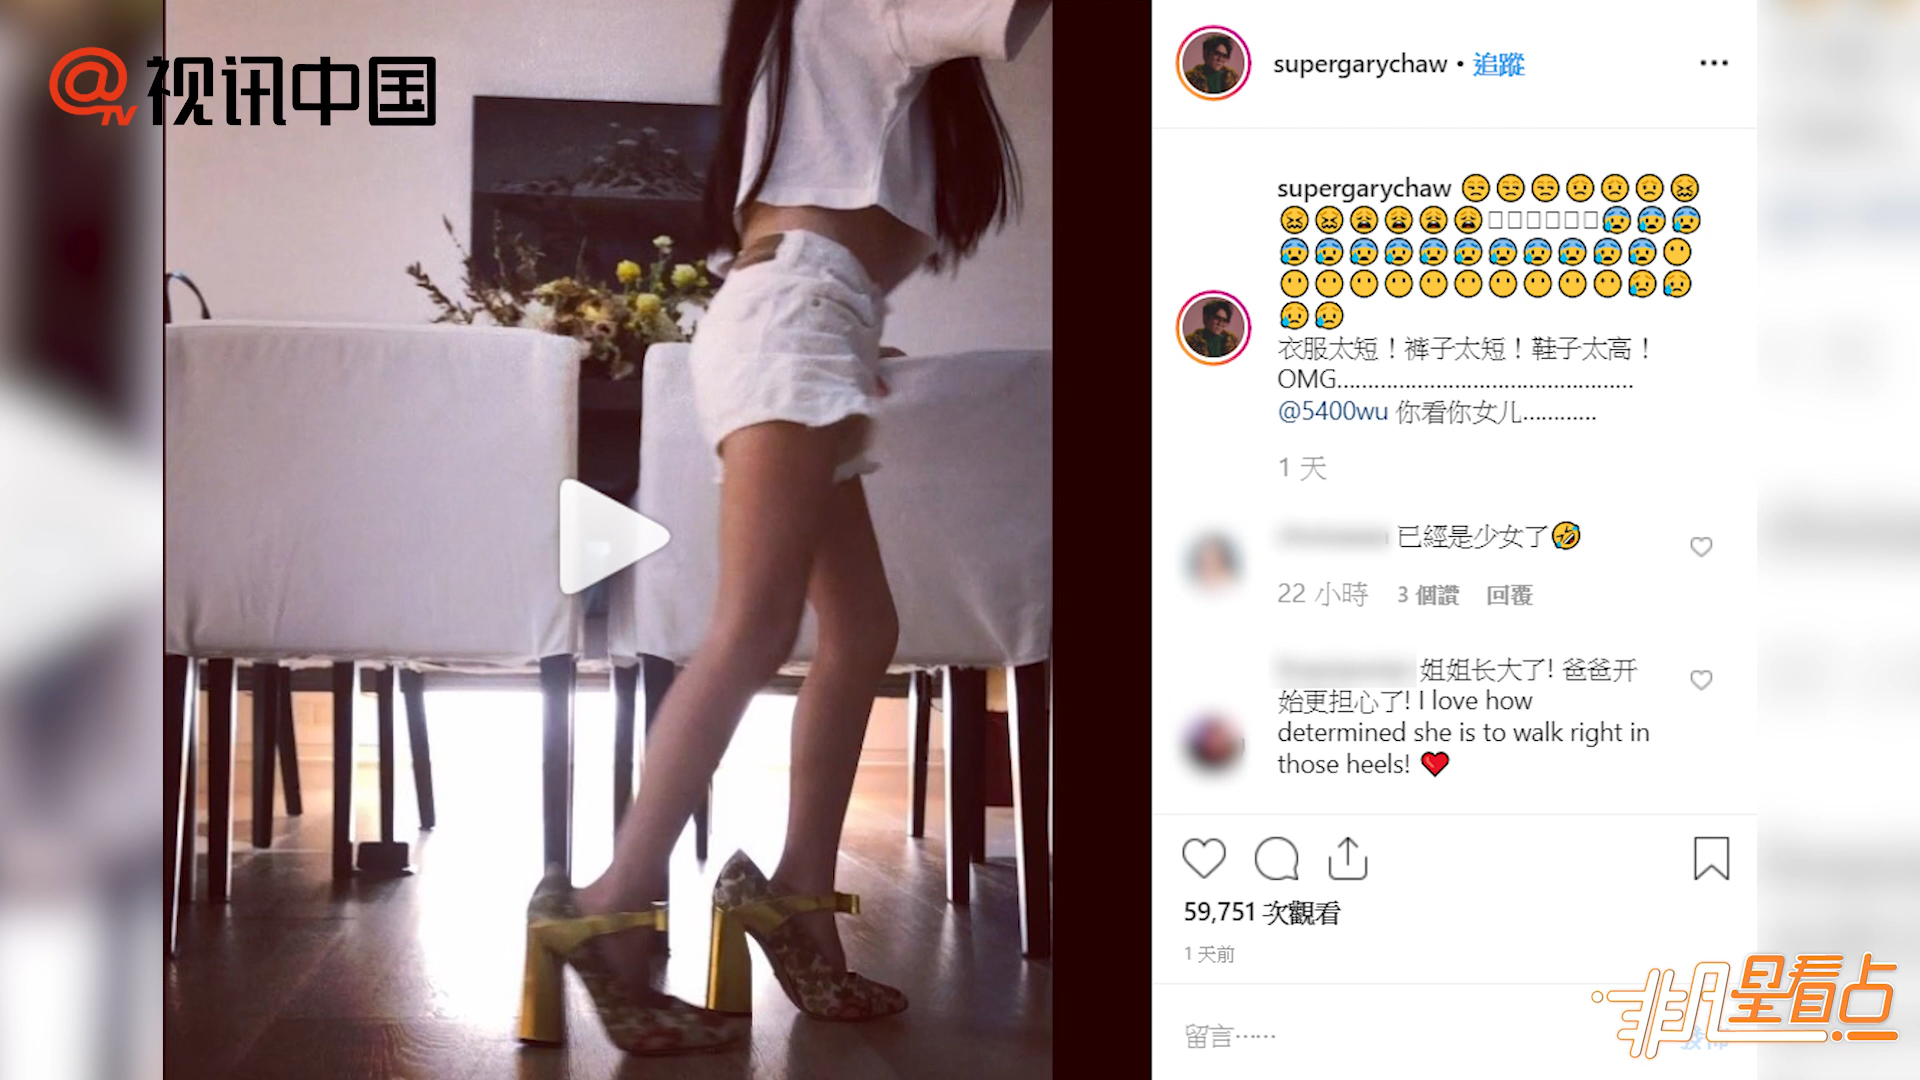 @TV 视讯中国
supergarychaw • 追蹤
supergarychaw 😒😒😒😟😟😟😖
😖😖😩😩😩😩□□□□□□😰😰😰
😰😰😰😰😰😰😰😰😰😰😰😶
😶😶😶😶😶😶😶😶😶😶😥😥
😥😥
衣服太短！褲子太短！鞋子太高！
OMG................................................
@5400wu 你看你女儿............
1 天
已經是少女了🤣
22 小時 3 個讚 回覆
姐姐长大了! 爸爸开
始更担心了! I love how
determined she is to walk right in
those heels! ❤️
59,751 次觀看
1 天前
留言……
非凡星看点